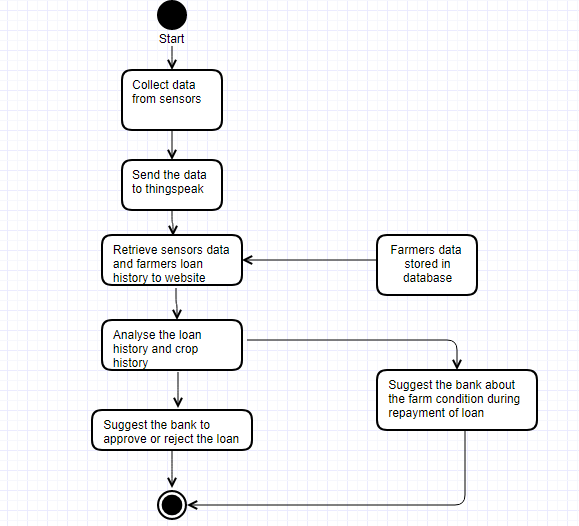 Start
Collect data
from sensors
Send the data
to thingspeak
Retrieve sensors data
and farmers loan
history to website
Farmers data
stored in
database
Analyse the loan
history and crop
history
Suggest the bank about
the farm condition during
repayment of loan
Suggest the bank to
approve or reject the loan